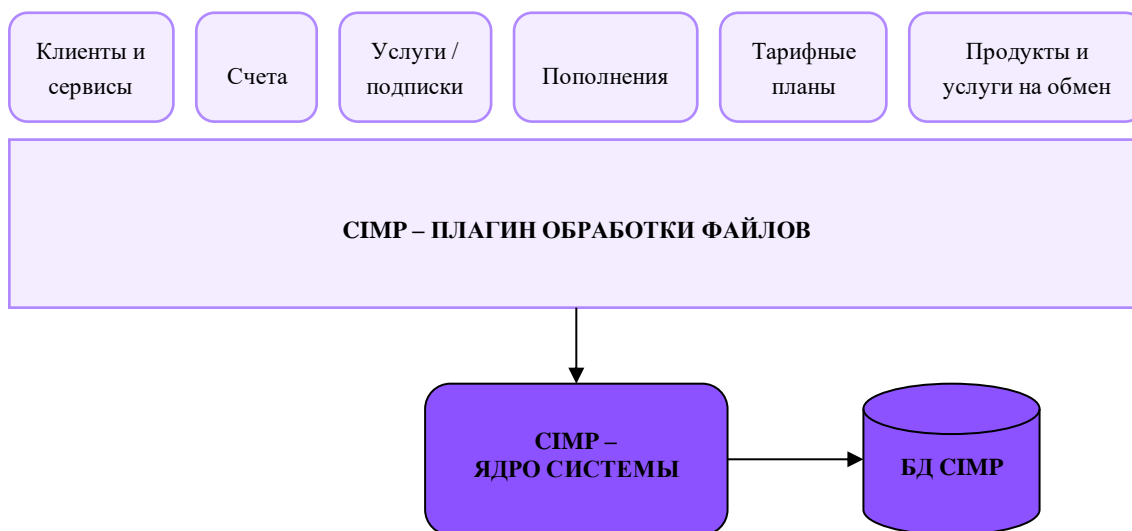 Клиенты и
сервисы
Счета
Услуги /
подписки
Пополнения
Тарифные
планы
Продукты и
услуги на обмен
CIMP – ПЛАГИН ОБРАБОТКИ ФАЙЛОВ
CIMP –
ЯДРО СИСТЕМЫ
БД CIMP